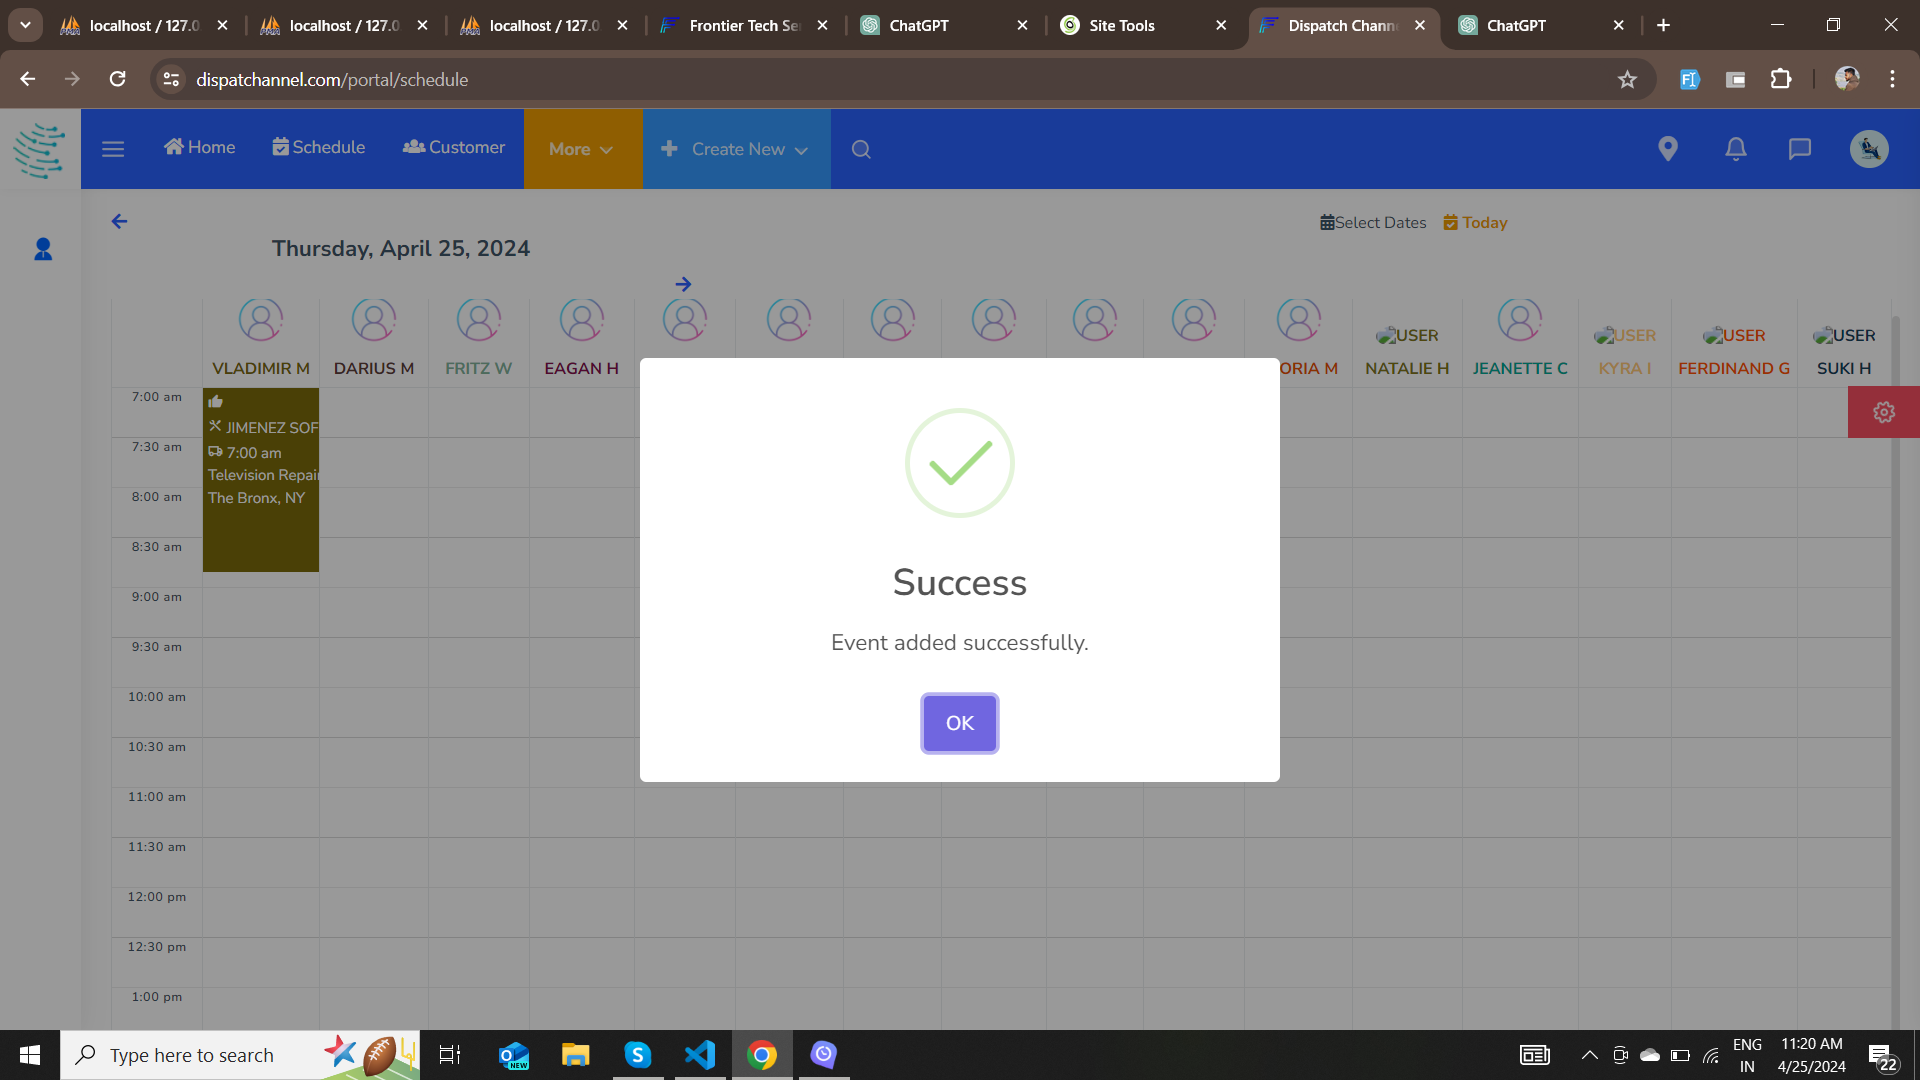 localhost / 127.0
localhost / 127.0
localhost / 127.0
Frontier Tech Se
ChatGPT
Site Tools
Dispatch Chann
ChatGPT
dispatchannel.com/portal/schedule
Home
Schedule
Customer
More
Create New
Select Dates
Today
Thursday, April 25, 2024
USER
USER
USER
USER
VLADIMIR M
DARIUS M
FRITZ W
EAGAN H
ORIA M
NATALIE H
JEANETTE C
KYRA I
FERDINAND G
SUKI H
7:00 am
JIMENEZ SOF
7:30 am
7:00 am
Television Repair
8:00 am
The Bronx, NY
8:30 am
9:00 am
9:30 am
10:00 am
10:30 am
11:00 am
11:30 am
12:00 pm
12:30 pm
1:00 pm
Success
Event added successfully.
OK
Type here to search
NEW
ENG
IN
11:20 AM
4/25/2024
22